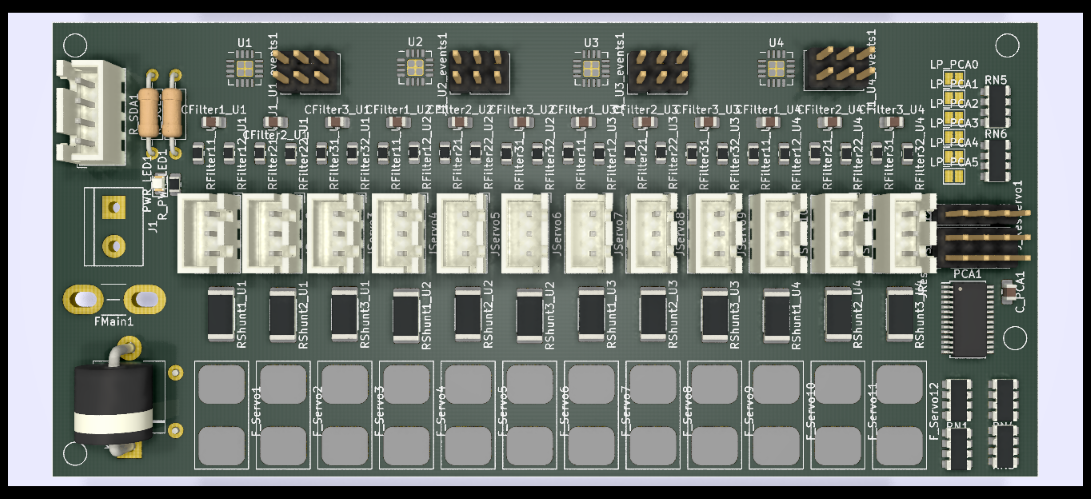 U1
U2
U3
U4
U1_events1
U2_events1
U3_events1
LP_PCA0
LP_PCA1
LP_PCA2
LP_PCA3
LP_PCA4
LP_PCA5
RN5
RN6
R_SDA1
CFilter1_U1
CFilter2_U1
CFilter3_U1
CFilter1_U2
CFilter2_U2
CFilter3_U2
CFilter1_U3
CFilter2_U3
CFilter3_U3
CFilter1_U4
CFilter2_U4
CFilter3_U4
RFilter11_U1
RFilter12_U1
RFilter21_U1
RFilter22_U1
RFilter31_U1
RFilter32_U1
RFilter11_U2
RFilter12_U2
RFilter21_U2
RFilter22_U2
RFilter31_U2
RFilter32_U2
RFilter11_U3
RFilter12_U3
RFilter21_U3
RFilter22_U3
RFilter31_U3
RFilter32_U3
RFilter11_U4
RFilter12_U4
RFilter21_U4
RFilter22_U4
RFilter31_U4
RFilter32_U4
PWR_LED1
J1
JServo3
JServo4
JServo5
JServo6
JServo7
JServo8
JServo9
PCA1
C_PCA1
FMain1
RShunt1_U1
RShunt2_U1
RShunt3_U1
RShunt1_U2
RShunt2_U2
RShunt3_U2
RShunt1_U3
RShunt2_U3
RShunt3_U3
RShunt1_U4
RShunt2_U4
RShunt3_U4
F_Servo1
F_Servo2
F_Servo3
F_Servo4
F_Servo5
F_Servo6
F_Servo7
F_Servo8
F_Servo9
F_Servo10
F_Servo11
F_Servo12
RN1